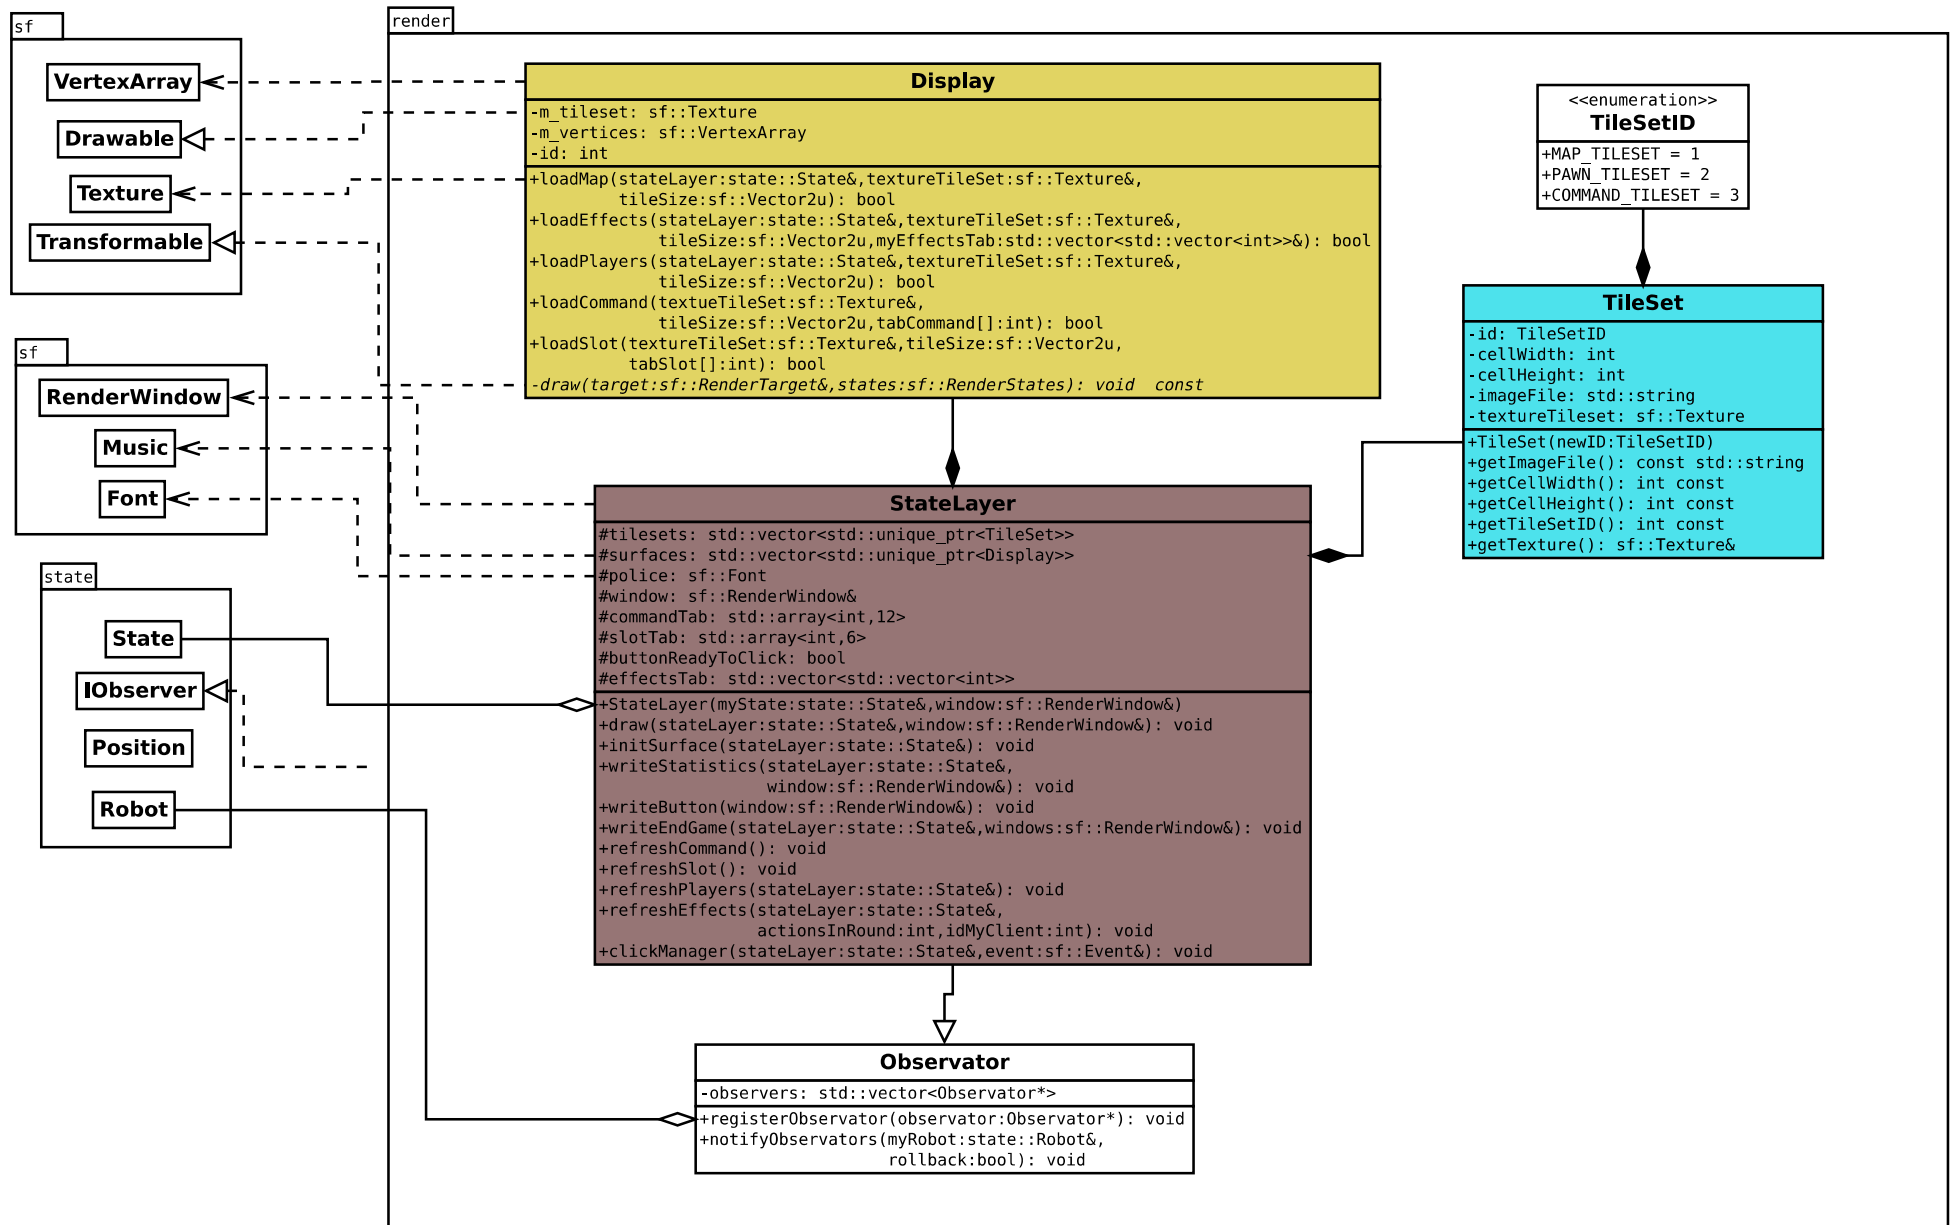 sf
VertexArray
Drawable
Texture
Transformable
sf
RenderWindow
Music
Font
state
State
IObserver
Position
Robot
render
Display
-m_tileset: sf::Texture
-m_vertices: sf::VertexArray
-id: int
+loadMap(stateLayer:state::State&,textureTileSet:sf::Texture&,
tileSize:sf::Vector2u): bool
+loadEffects(stateLayer:state::State&,textureTileSet:sf::Texture&,
tileSize:sf::Vector2u,myEffectsTab:std::vector<std::vector<int>>&): bool
+loadPlayers(stateLayer:state::State&,textureTileSet:sf::Texture&,
tileSize:sf::Vector2u): bool
+loadCommand(textueTileSet:sf::Texture&,
tileSize:sf::Vector2u,tabCommand[]:int): bool
+loadSlot(textureTileSet:sf::Texture&,tileSize:sf::Vector2u,
tabSlot[]:int): bool
-draw(target:sf::RenderTarget&,states:sf::RenderStates): void  const
<<enumeration>>
TileSetID
+MAP_TILESET = 1
+PAWN_TILESET = 2
+COMMAND_TILESET = 3
TileSet
-id: TileSetID
-cellWidth: int
-cellHeight: int
-imageFile: std::string
-textureTileset: sf::Texture
+TileSet(newID:TileSetID)
+getImageFile(): const std::string
+getCellWidth(): int const
+getCellHeight(): int const
+getTileSetID(): int const
+getTexture(): sf::Texture&
StateLayer
#tilesets: std::vector<std::unique_ptr<TileSet>>
#surfaces: std::vector<std::unique_ptr<Display>>
#police: sf::Font
#window: sf::RenderWindow&
#commandTab: std::array<int,12>
#slotTab: std::array<int,6>
#buttonReadyToClick: bool
#effectsTab: std::vector<std::vector<int>>
+StateLayer(myState:state::State&,window:sf::RenderWindow&)
+draw(stateLayer:state::State&,window:sf::RenderWindow&): void
+initSurface(stateLayer:state::State&): void
+writeStatistics(stateLayer:state::State&,
window:sf::RenderWindow&): void
+writeButton(window:sf::RenderWindow&): void
+writeEndGame(stateLayer:state::State&,windows:sf::RenderWindow&): void
+refreshCommand(): void
+refreshSlot(): void
+refreshPlayers(stateLayer:state::State&): void
+refreshEffects(stateLayer:state::State&,
actionsInRound:int,idMyClient:int): void
+clickManager(stateLayer:state::State&,event:sf::Event&): void
Observator
-observers: std::vector<Observator*>
+registerObservator(observator:Observator*): void
+notifyObservators(myRobot:state::Robot&,
rollback:bool): void